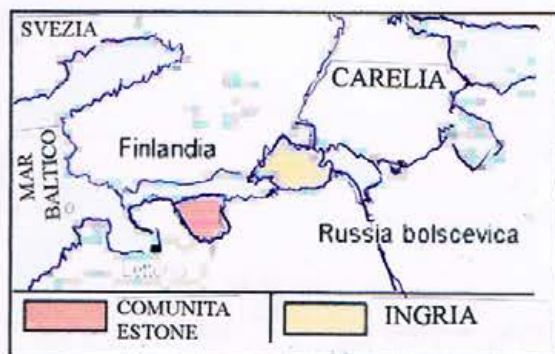 SVEZIA
CARELIA
MAR
BALTICO
Finlandia
Russia bolscevica
COMUNITA
ESTONE
INGRIA